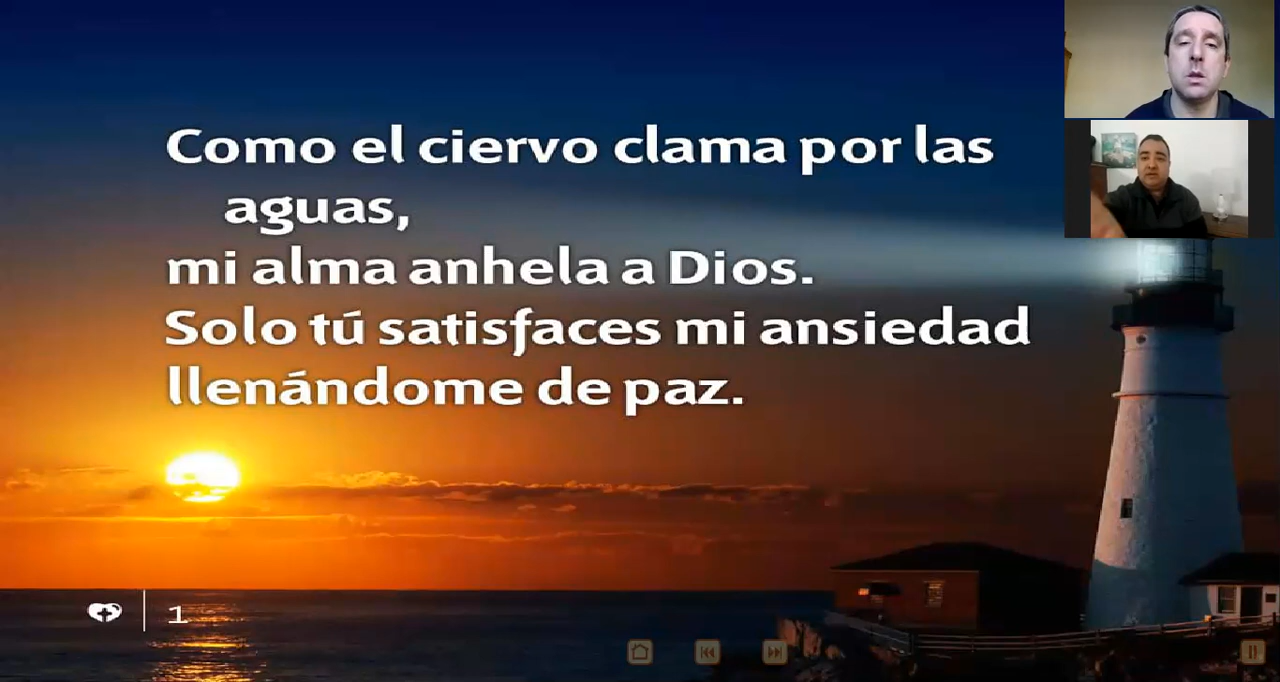 Como el ciervo clama por las
aguas,
mi alma anhela a Dios.
Solo tú satisfaces mi ansiedad
llenándome de paz.
1